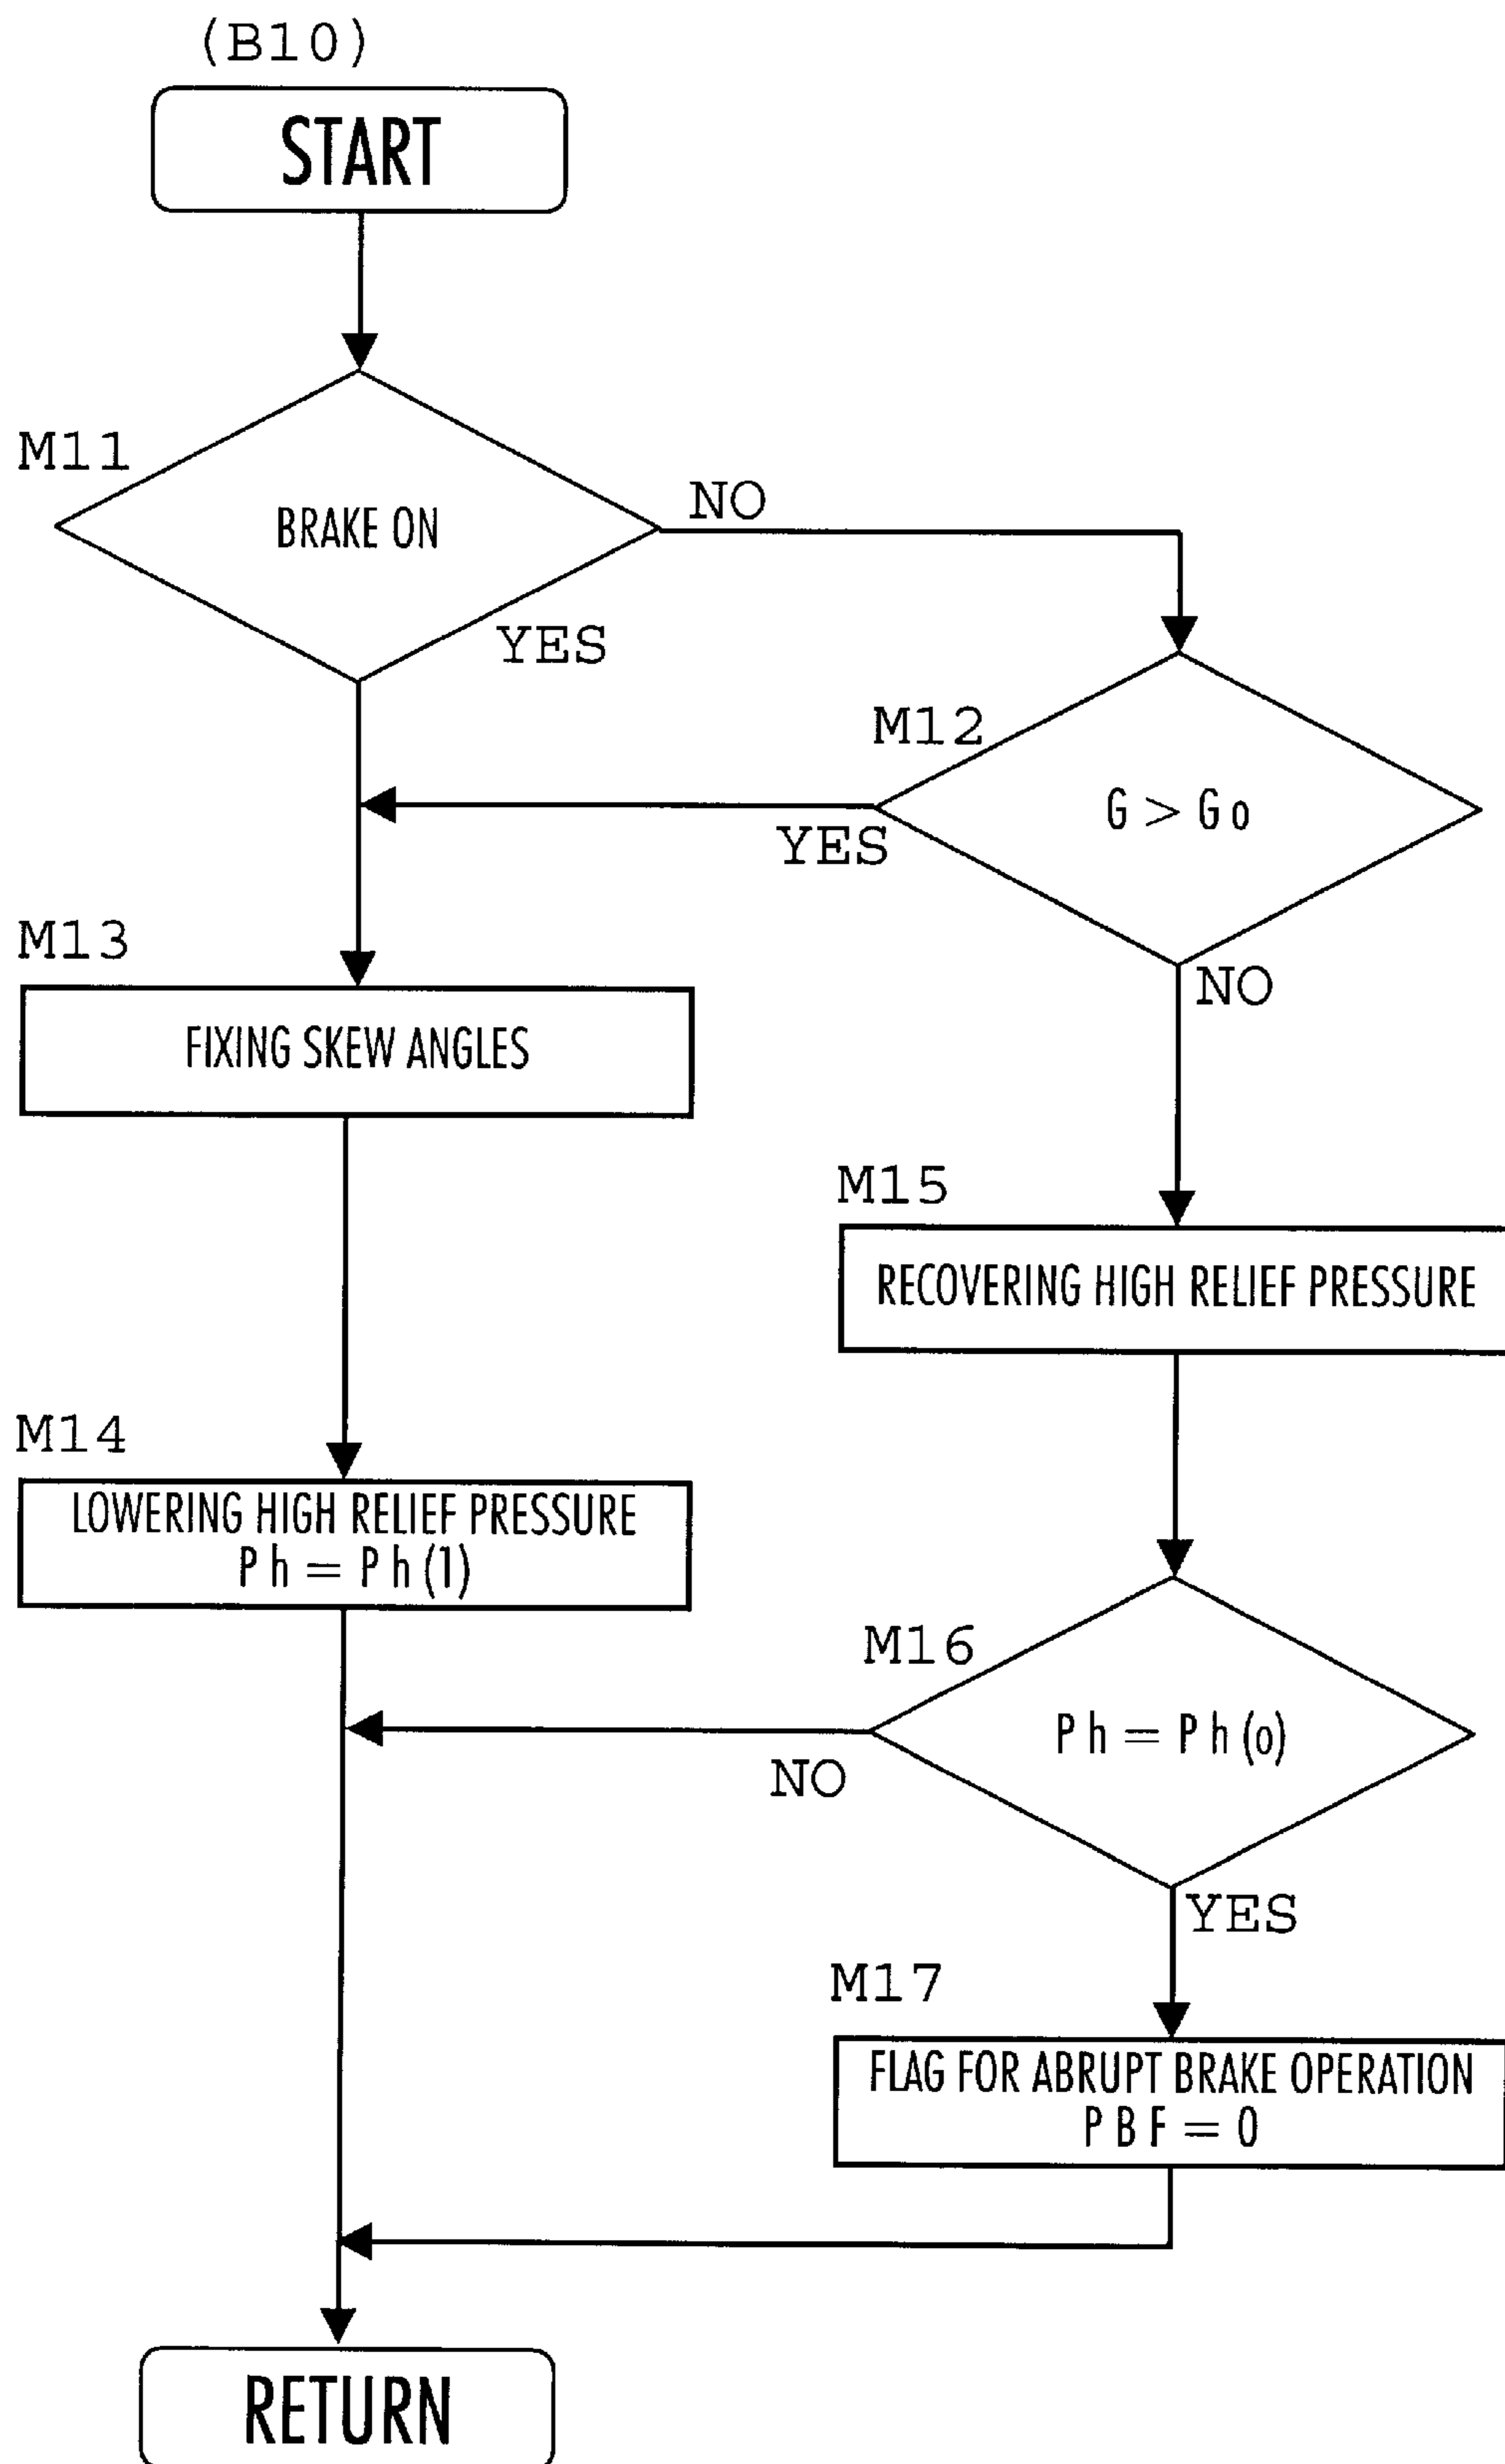 (B10)
START
M11
BRAKE ON
NO
YES
M12
G > Go
YES
NO
M13
FIXING SKEW ANGLES
M15
RECOVERING HIGH RELIEF PRESSURE
M14
LOWERING HIGH RELIEF PRESSURE
Ph = Ph(1)
M16
Ph = Ph(o)
NO
YES
M17
FLAG FOR ABRUPT BRAKE OPERATION
PBF = 0
RETURN